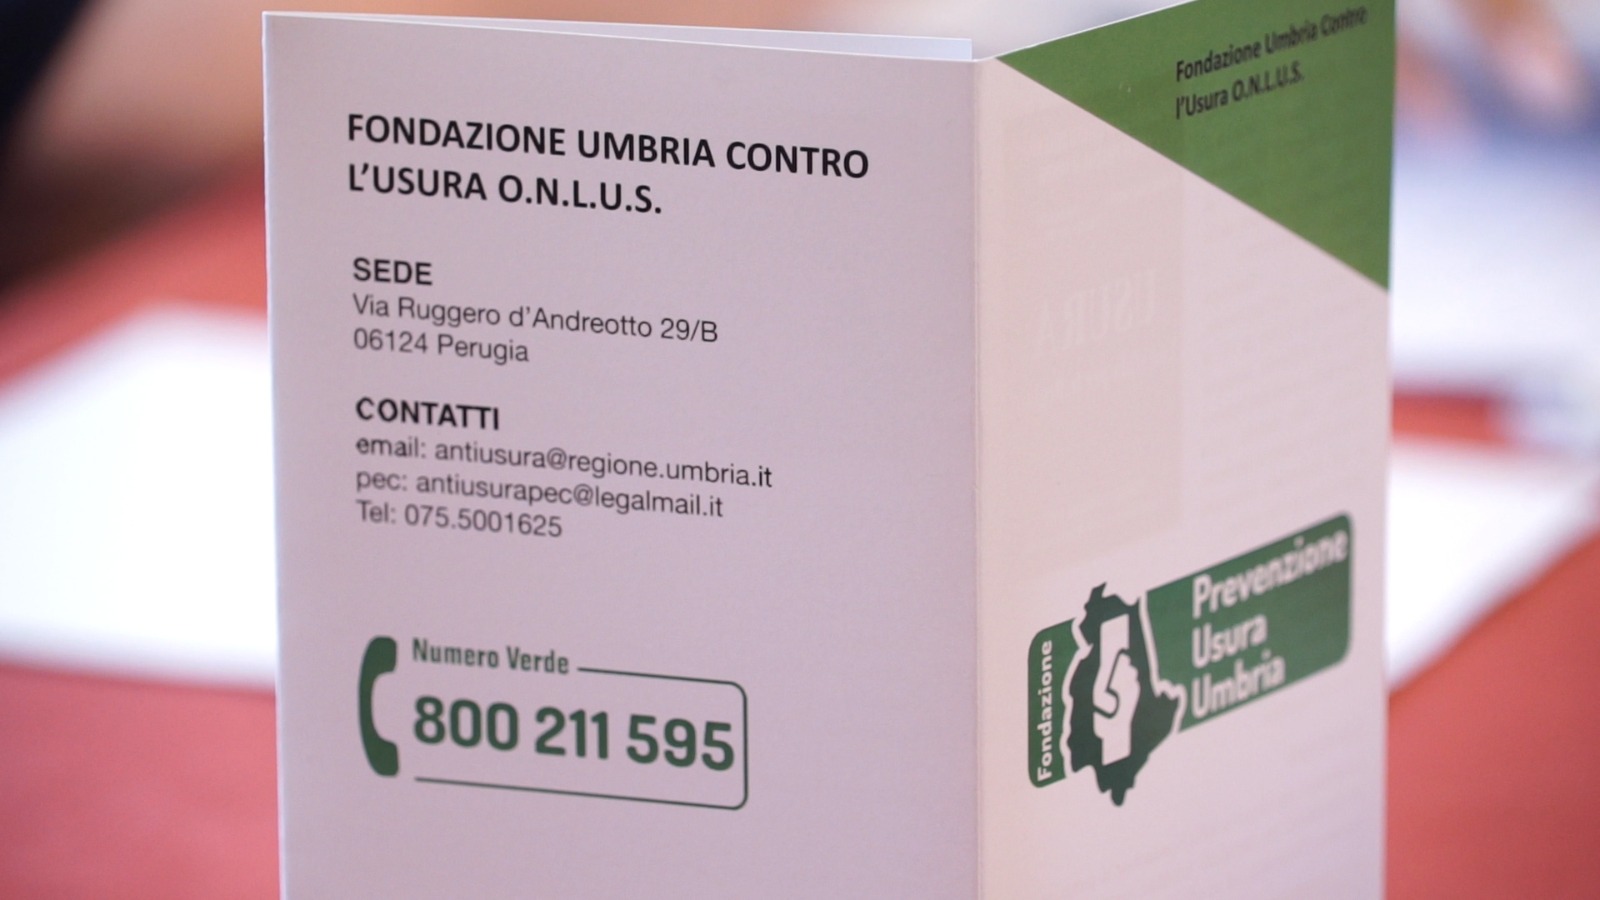 FONDAZIONE UMBRIA CONTRO
L'USURA O.N.L.U.S.
SEDE
Via Ruggero d'Andreotto 29/B
06124 Perugia
CONTATTI
email: antiusura@regione.umbria.it
pec: antiusurapec@legalmail.it
Tel: 075.5001625
Numero Verde
800 211 595
Fondazione Umbria Contro
l'Usura O.N.L.U.S.
Fondazione
Prevenzione
Usura
Umbria